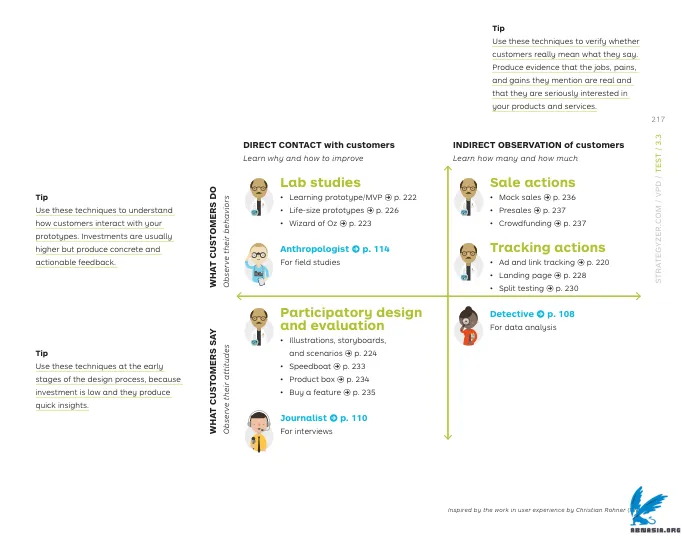 Tip
Use these techniques to verify whether
customers really mean what they say.
Produce evidence that the jobs, pains,
and gains they mention are real and
that they are seriously interested in
your products and services.
217
STRATEGYZER.COM / VPD / TEST / 3.3
DIRECT CONTACT with customers
Learn why and how to improve
INDIRECT OBSERVATION of customers
Learn how many and how much
Tip
Use these techniques to understand
how customers interact with your
prototypes. Investments are usually
higher but produce concrete and
actionable feedback.
WHAT CUSTOMERS DO
Observe their behaviors
Lab studies
• Learning prototype/MVP → p. 222
• Life-size prototypes → p. 226
• Wizard of Oz → p. 223
Anthropologist → p. 114
For field studies
Sale actions
• Mock sales → p. 236
• Presales → p. 237
• Crowdfunding → p. 237
Tracking actions
• Ad and link tracking → p. 220
• Landing page → p. 228
• Split testing → p. 230
Tip
Use these techniques at the early
stages of the design process, because
investment is low and they produce
quick insights.
WHAT CUSTOMERS SAY
Observe their attitudes
Participatory design
and evaluation
• Illustrations, storyboards,
and scenarios → p. 224
• Speedboat → p. 233
• Product box → p. 234
• Buy a feature → p. 235
Journalist → p. 110
For interviews
Detective → p. 108
For data analysis
Inspired by the work in user experience by Christian Rohrer
ABNASIA.ORG